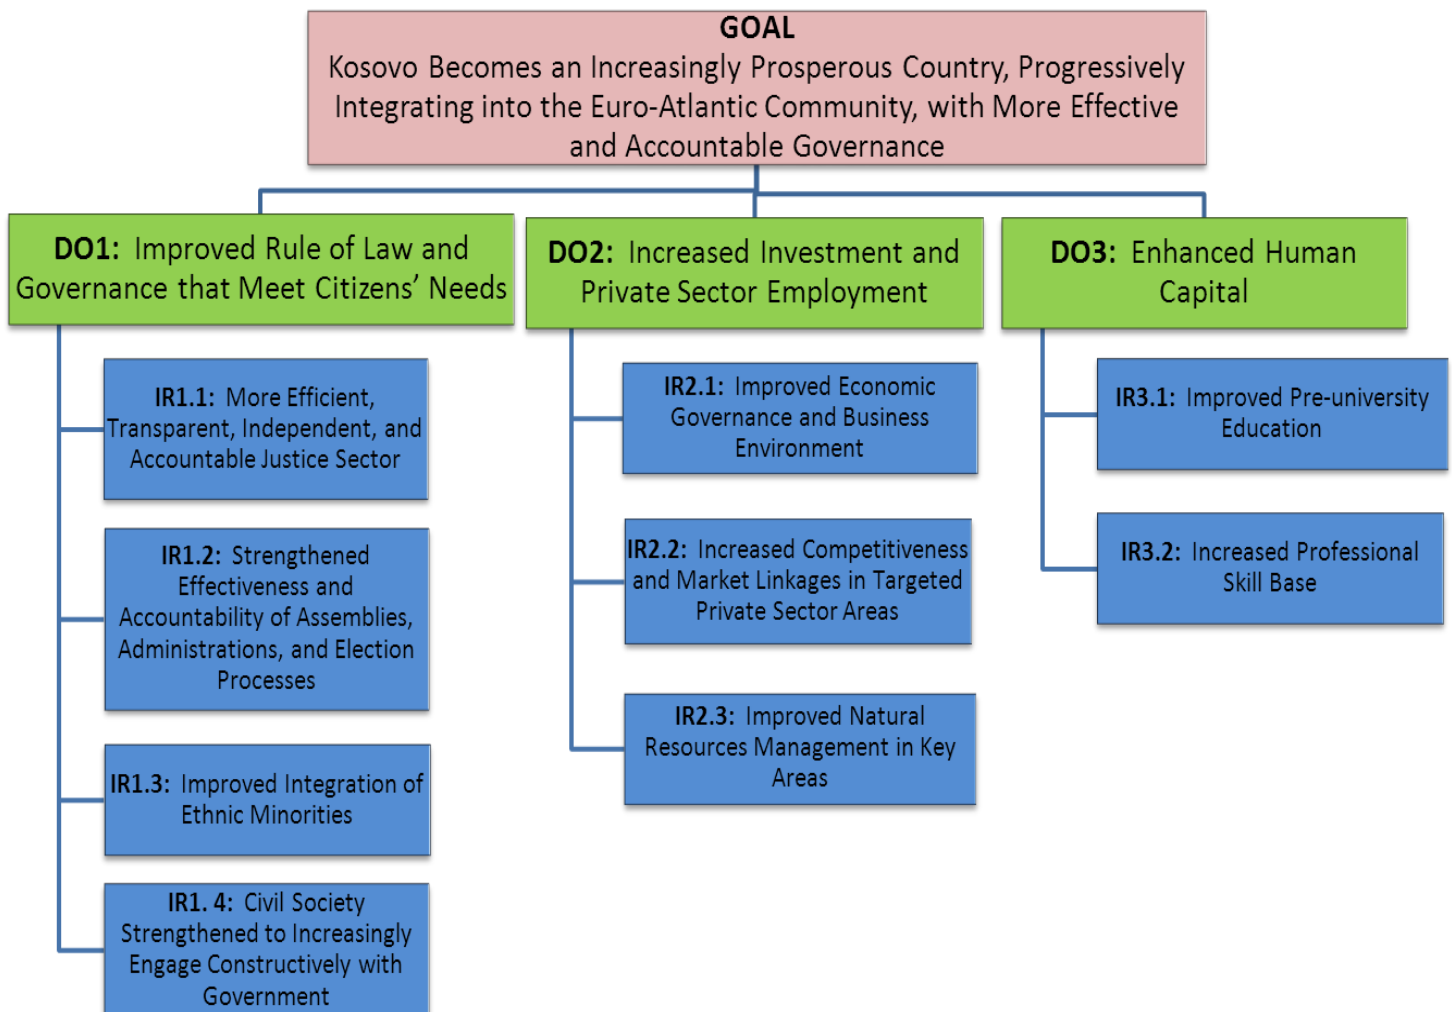 GOAL
Kosovo Becomes an Increasingly Prosperous Country, Progressively
Integrating into the Euro-Atlantic Community, with More Effective
and Accountable Governance
DO1: Improved Rule of Law and
Governance that Meet Citizens’ Needs
IR1.1: More Efficient,
Transparent, Independent, and
Accountable Justice Sector
IR1.2: Strengthened
Effectiveness and
Accountability of Assemblies,
Administrations, and Election
Processes
IR1.3: Improved Integration of
Ethnic Minorities
IR1. 4: Civil Society
Strengthened to Increasingly
Engage Constructively with
Government
DO2: Increased Investment and
Private Sector Employment
IR2.1: Improved Economic
Governance and Business
Environment
IR2.2: Increased Competitiveness
and Market Linkages in Targeted
Private Sector Areas
IR2.3: Improved Natural
Resources Management in Key
Areas
DO3: Enhanced Human
Capital
IR3.1: Improved Pre-university
Education
IR3.2: Increased Professional
Skill Base